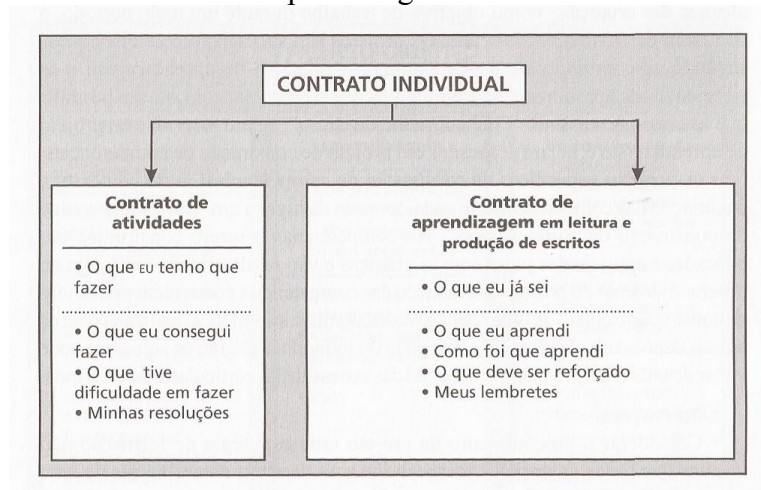 CONTRATO INDIVIDUAL
Contrato de
atividades
• O que EU tenho que
fazer
• O que eu consegui
fazer
• O que tive
dificuldade em fazer
• Minhas resoluções
Contrato de
aprendizagem em leitura e
produção de escritos
• O que eu já sei
• O que eu aprendi
• Como foi que aprendi
• O que deve ser reforçado
• Meus lembretes